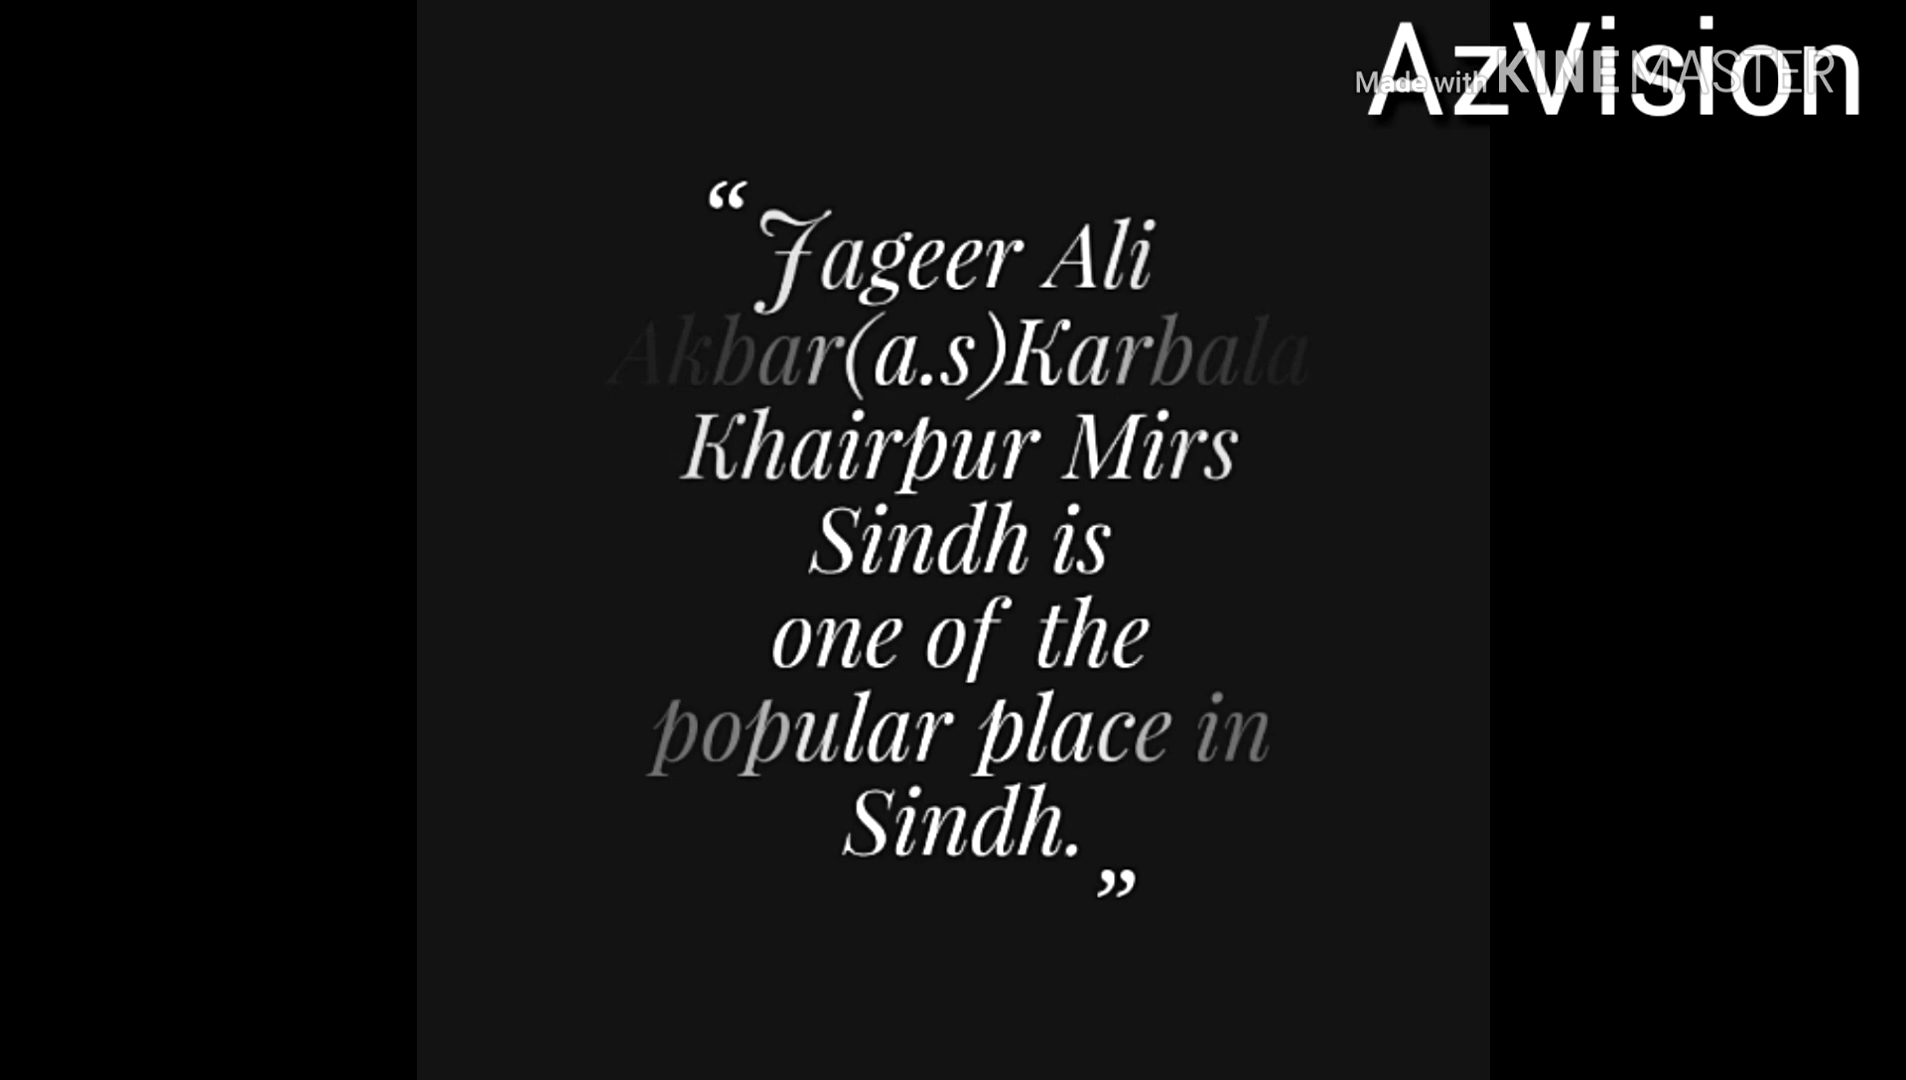 AzVision
Made with KINEMASTER
“Jageer Ali
Akbar(a.s)Karbala
Khairpur Mirs
Sindh is
one of the
popular place in
Sindh.”